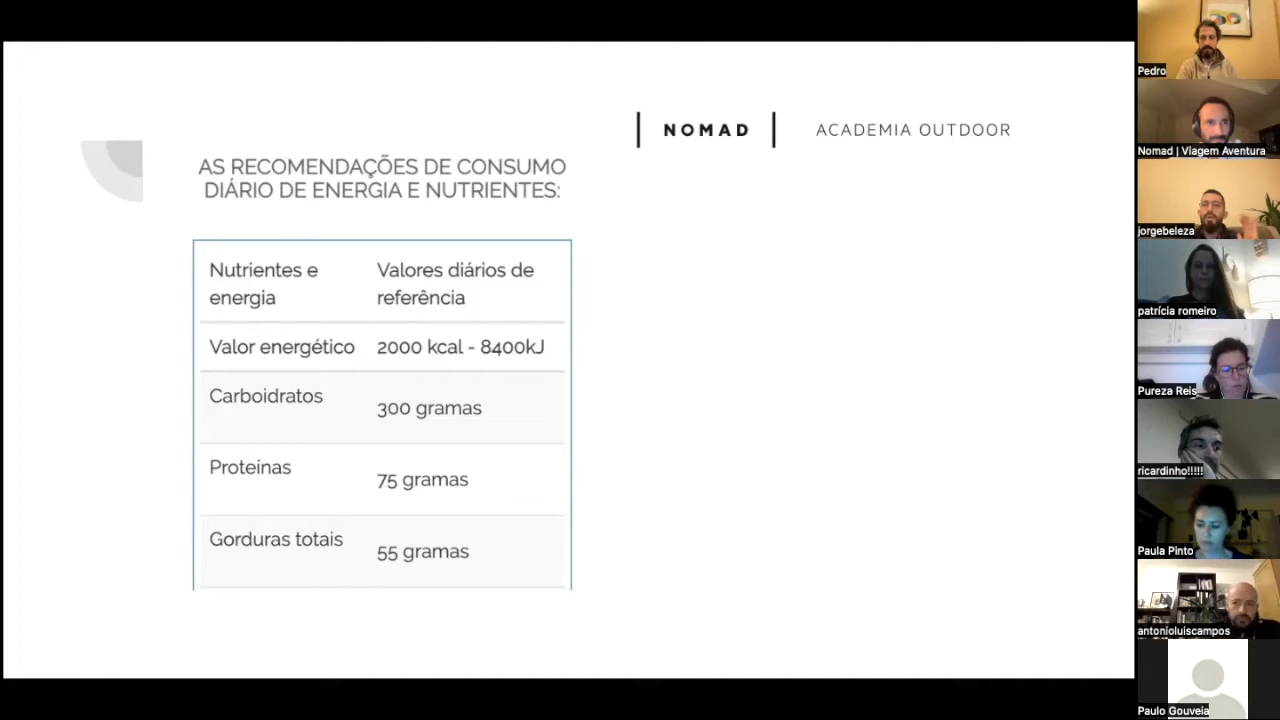 NOMAD ACADEMIA OUTDOOR
AS RECOMENDAÇÕES DE CONSUMO
DIÁRIO DE ENERGIA E NUTRIENTES:
Nutrientes e
energia
Valores diários de
referência
Valor energético 2000 kcal - 8400kJ
Carboidratos
300 gramas
Proteínas
75 gramas
Gorduras totais
55 gramas
Pedro
Nomad | Viagem Aventura
jorgebeleza
patrícia romeiro
Pureza Reis
ricardinho!!!!!
Paula Pinto
antonioluiscampos
Paulo Gouveia